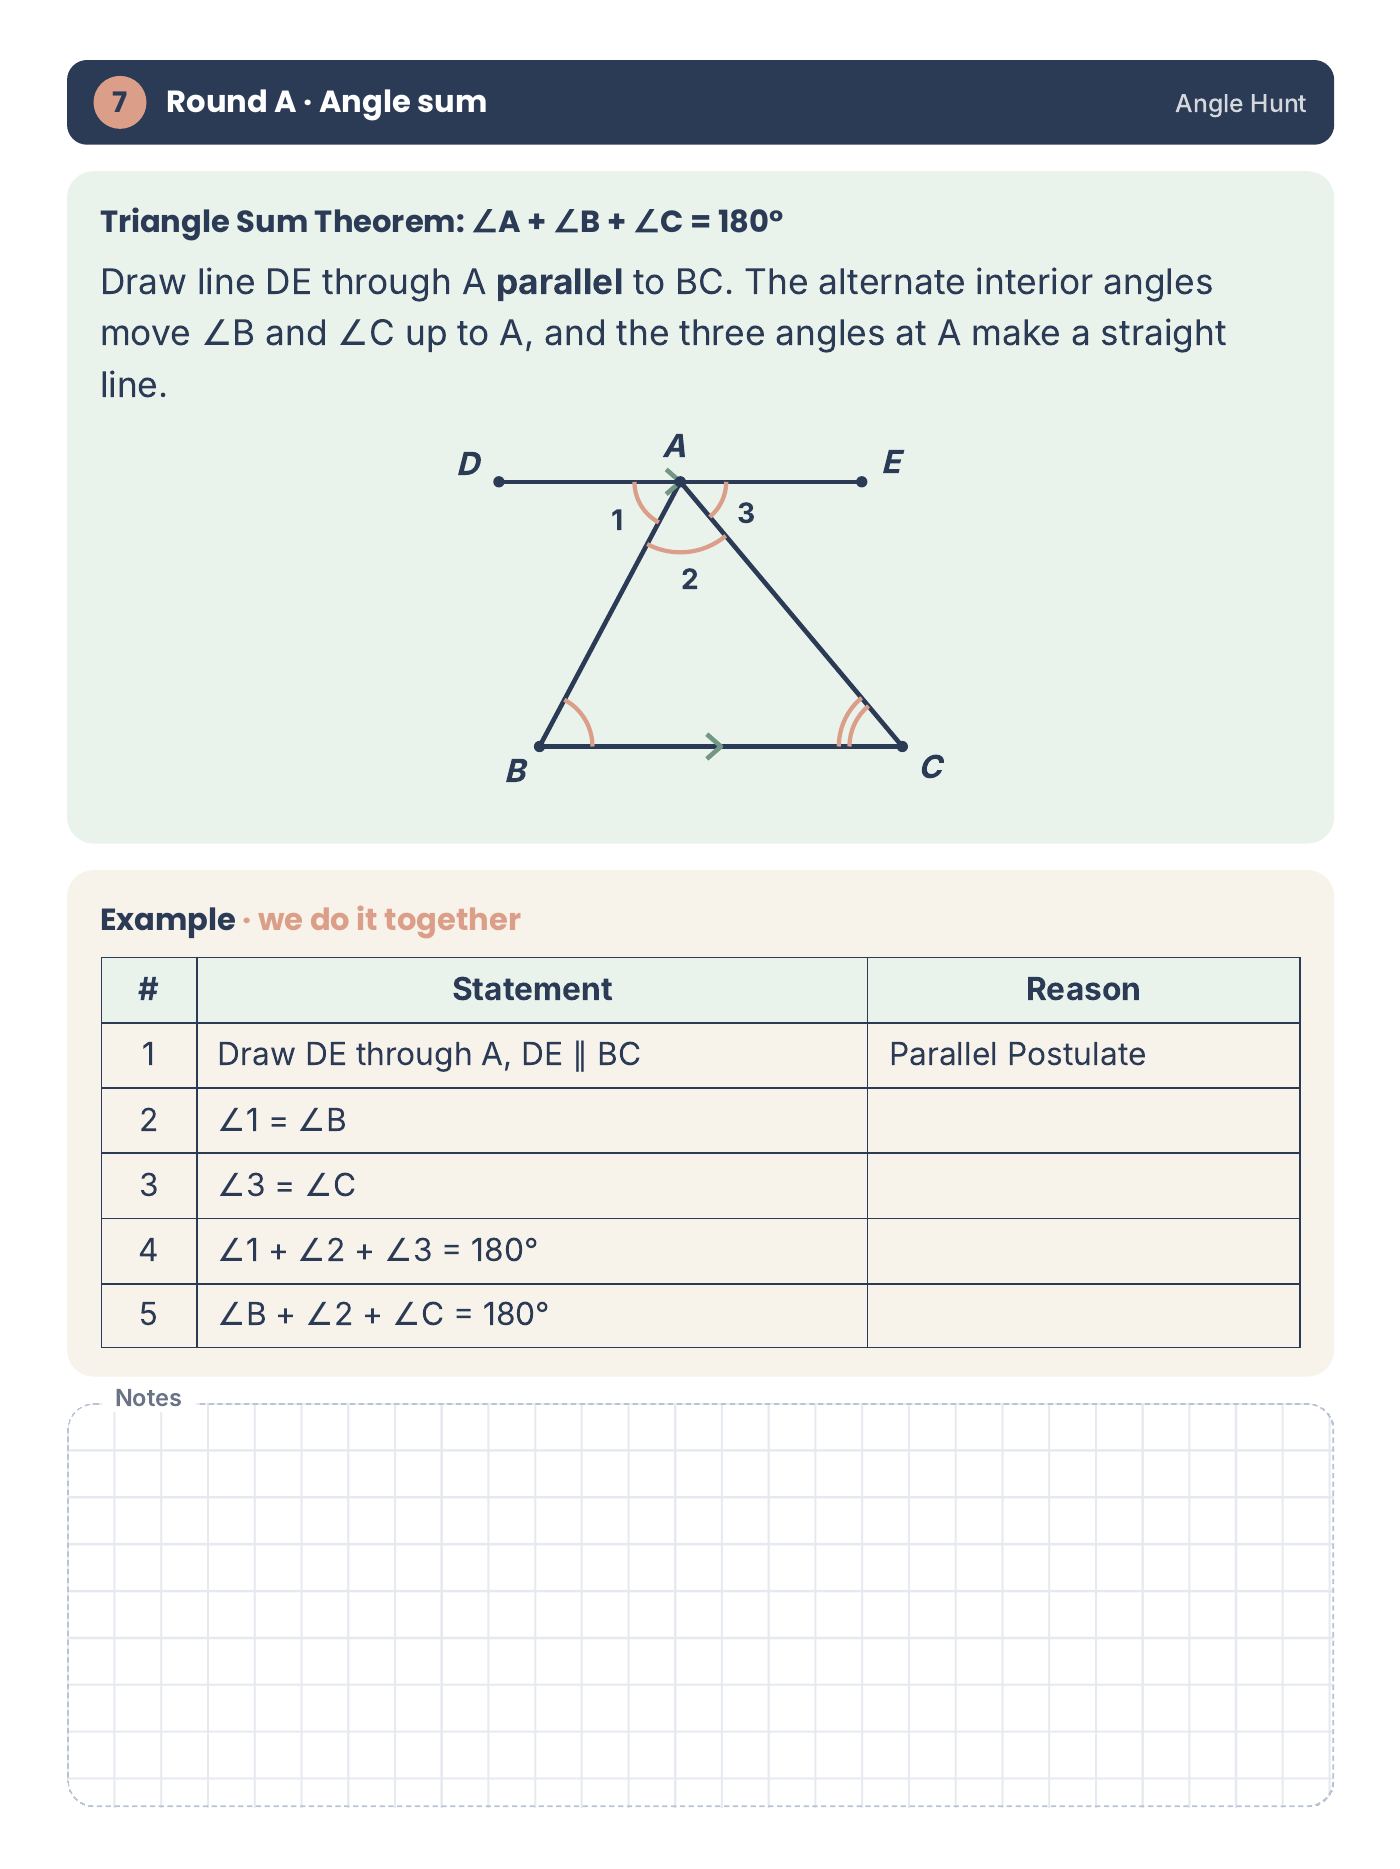 7 Round A · Angle sum Angle Hunt
Triangle Sum Theorem: ∠A + ∠B + ∠C = 180°
Draw line DE through A parallel to BC. The alternate interior angles
move ∠B and ∠C up to A, and the three angles at A make a straight
line.
A
D E
1 3
2
B C
Example · we do it together
# Statement Reason
1 Draw DE through A, DE ∥ BC Parallel Postulate
2 ∠1 = ∠B
3 ∠3 = ∠C
4 ∠1 + ∠2 + ∠3 = 180°
5 ∠B + ∠2 + ∠C = 180°
Notes